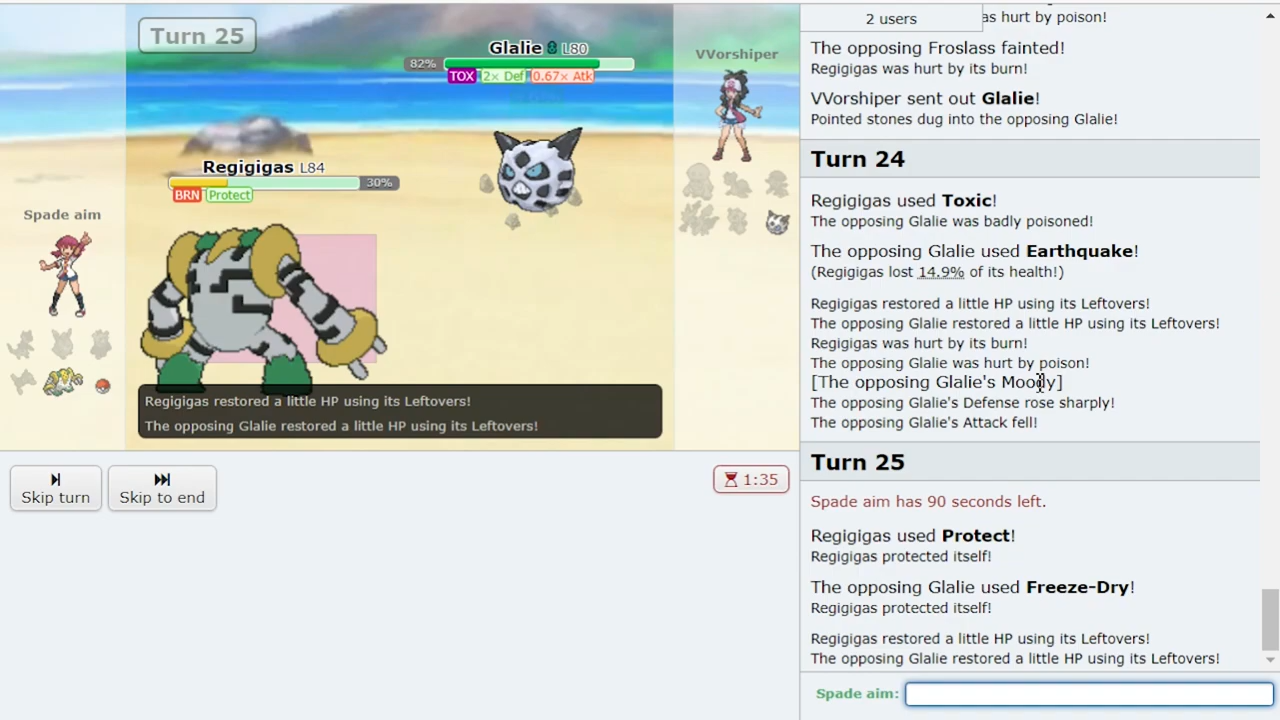 Turn 25
Glalie L80
82%
TOX 2× Def 0.67× Atk
VVorshiper
Regigigas L84
30%
BRN Protect
Spade aim
Regigigas restored a little HP using its Leftovers!
The opposing Glalie restored a little HP using its Leftovers!
Skip turn
Skip to end
1:35
2 users
as hurt by poison!
The opposing Froslass fainted!
Regigigas was hurt by its burn!
VVorshiper sent out Glalie!
Pointed stones dug into the opposing Glalie!
Turn 24
Regigigas used Toxic!
The opposing Glalie was badly poisoned!
The opposing Glalie used Earthquake!
(Regigigas lost 14.9% of its health!)
Regigigas restored a little HP using its Leftovers!
The opposing Glalie restored a little HP using its Leftovers!
Regigigas was hurt by its burn!
The opposing Glalie was hurt by poison!
[The opposing Glalie's Moody]
The opposing Glalie's Defense rose sharply!
The opposing Glalie's Attack fell!
Turn 25
Spade aim has 90 seconds left.
Regigigas used Protect!
Regigigas protected itself!
The opposing Glalie used Freeze-Dry!
Regigigas protected itself!
Regigigas restored a little HP using its Leftovers!
The opposing Glalie restored a little HP using its Leftovers!
Spade aim: